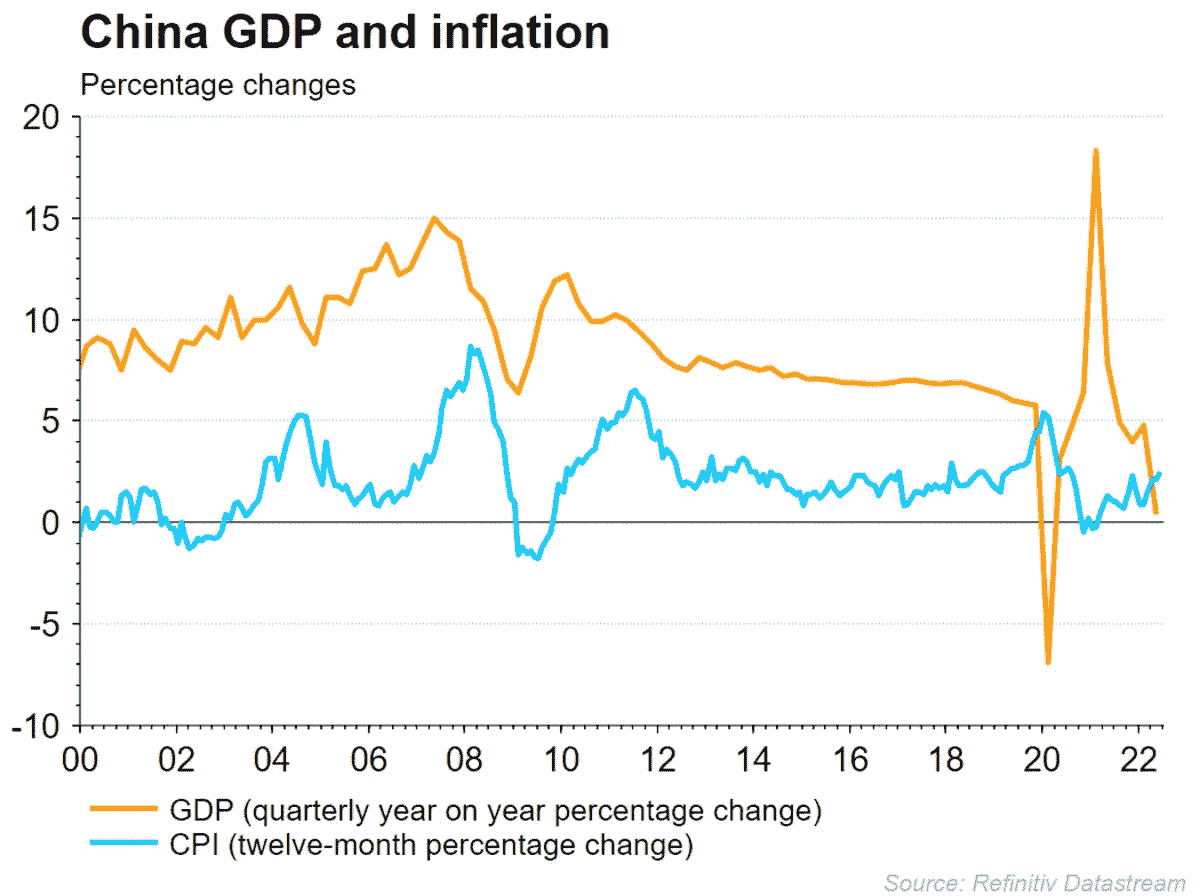 China GDP and inflation
Percentage changes
20
15
10
5
0
-5
-10
00 02 04 06 08 10 12 14 16 18 20 22
GDP (quarterly year on year percentage change)
CPI (twelve-month percentage change)
Source: Refinitiv Datastream